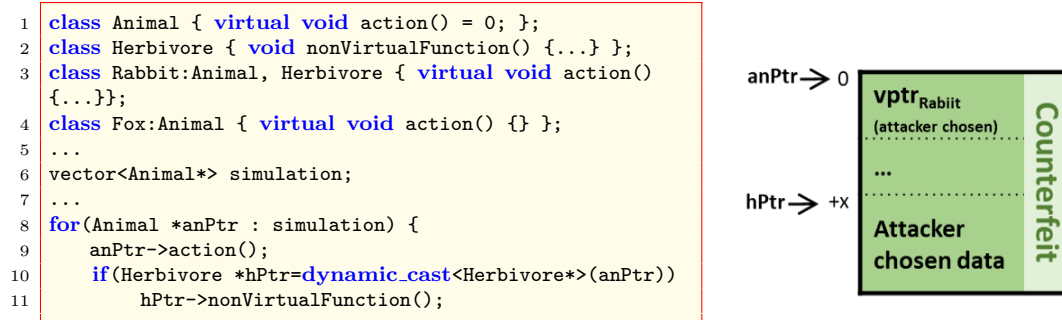 1 class Animal { virtual void action() = 0; };
2 class Herbivore { void nonVirtualFunction() {...} };
3 class Rabbit:Animal, Herbivore { virtual void action()
{...}};
4 class Fox:Animal { virtual void action() {} };
5 ...
6 vector<Animal*> simulation;
7 ...
8 for(Animal *anPtr : simulation) {
9 anPtr->action();
10 if(Herbivore *hPtr=dynamic_cast<Herbivore*>(anPtr))
11 hPtr->nonVirtualFunction();
anPtr 0
vptrRabiit
(attacker chosen)
...
hPtr +x
Attacker
chosen data
Counterfeit